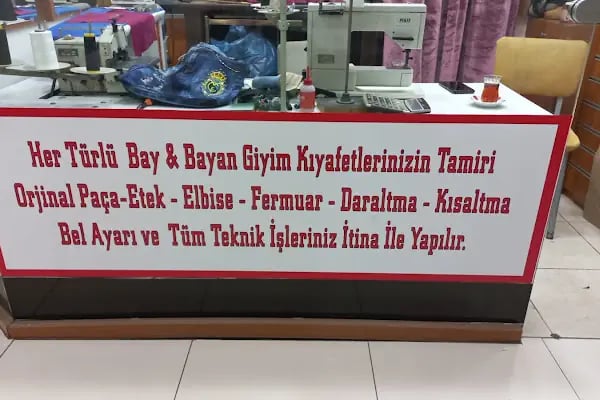 Her Türlü Bay & Bayan Giyim Kıyafetlerinizin Tamiri
Orjinal Paça-Etek - Elbise - Fermuar - Daraltma - Kısaltma
Bel Ayarı ve Tüm Teknik İşleriniz İtina İle Yapılır.